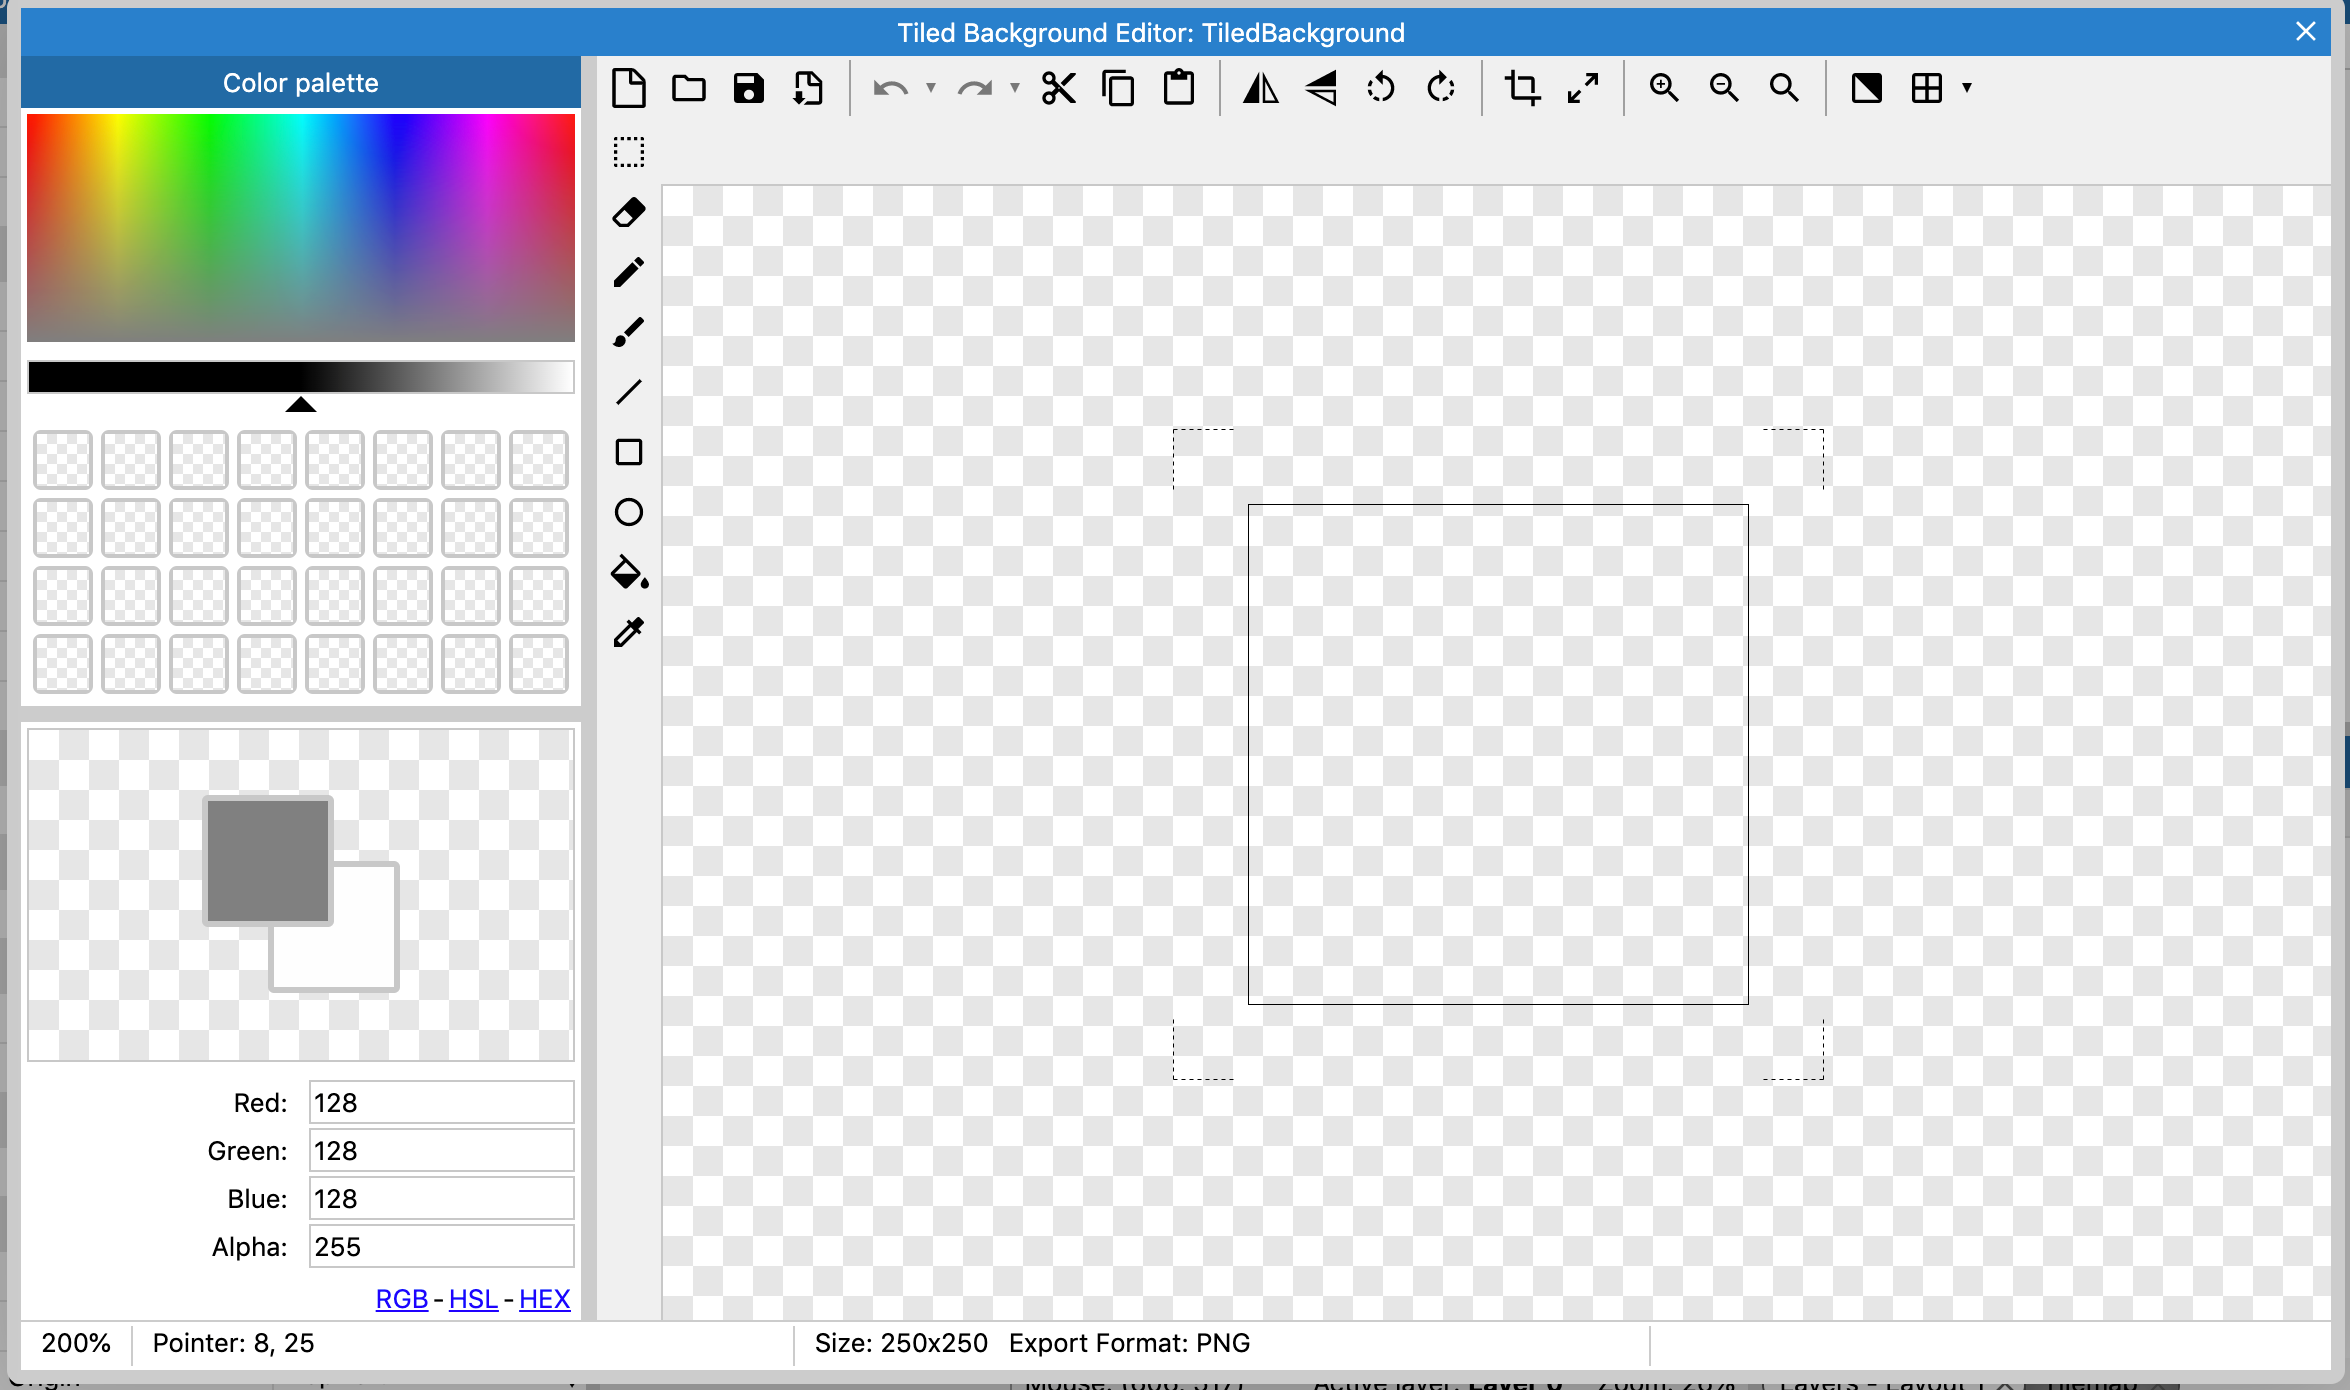 Tiled Background Editor: TiledBackground
Color palette
Red: 128
Green: 128
Blue: 128
Alpha: 255
RGB - HSL - HEX
200% Pointer: 8, 25 Size: 250x250 Export Format: PNG